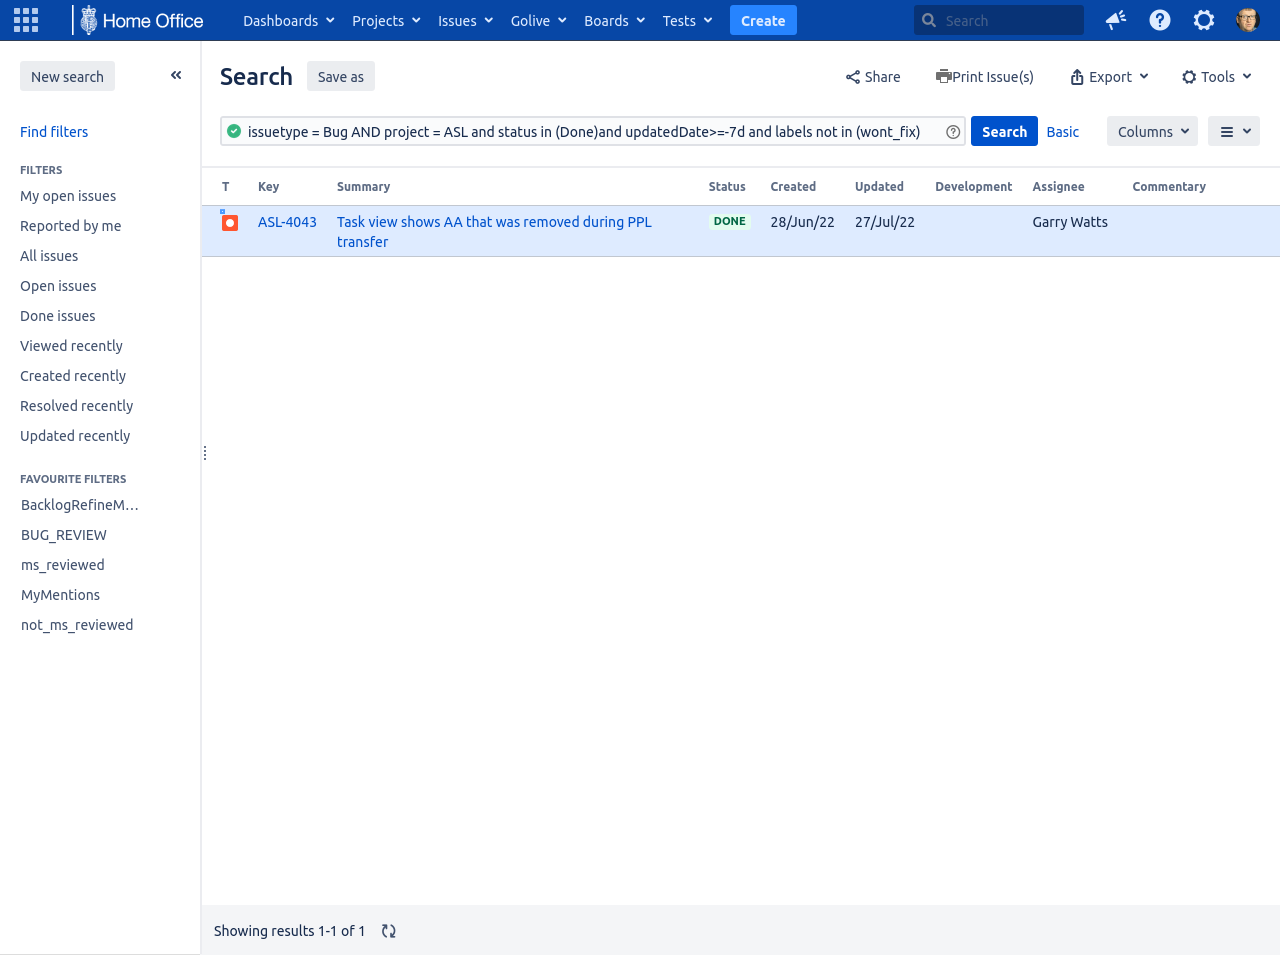 Home Office
Dashboards Projects Issues Golive Boards Tests Create Search
New search
Find filters
FILTERS
My open issues
Reported by me
All issues
Open issues
Done issues
Viewed recently
Created recently
Resolved recently
Updated recently
FAVOURITE FILTERS
BacklogRefineM...
BUG_REVIEW
ms_reviewed
MyMentions
not_ms_reviewed
Search Save as Share Print Issue(s) Export Tools
issuetype = Bug AND project = ASL and status in (Done)and updatedDate>=-7d and labels not in (wont_fix) Search Basic Columns
T Key Summary Status Created Updated Development Assignee Commentary
ASL-4043 Task view shows AA that was removed during PPL DONE 28/Jun/22 27/Jul/22 Garry Watts
transfer
Showing results 1-1 of 1